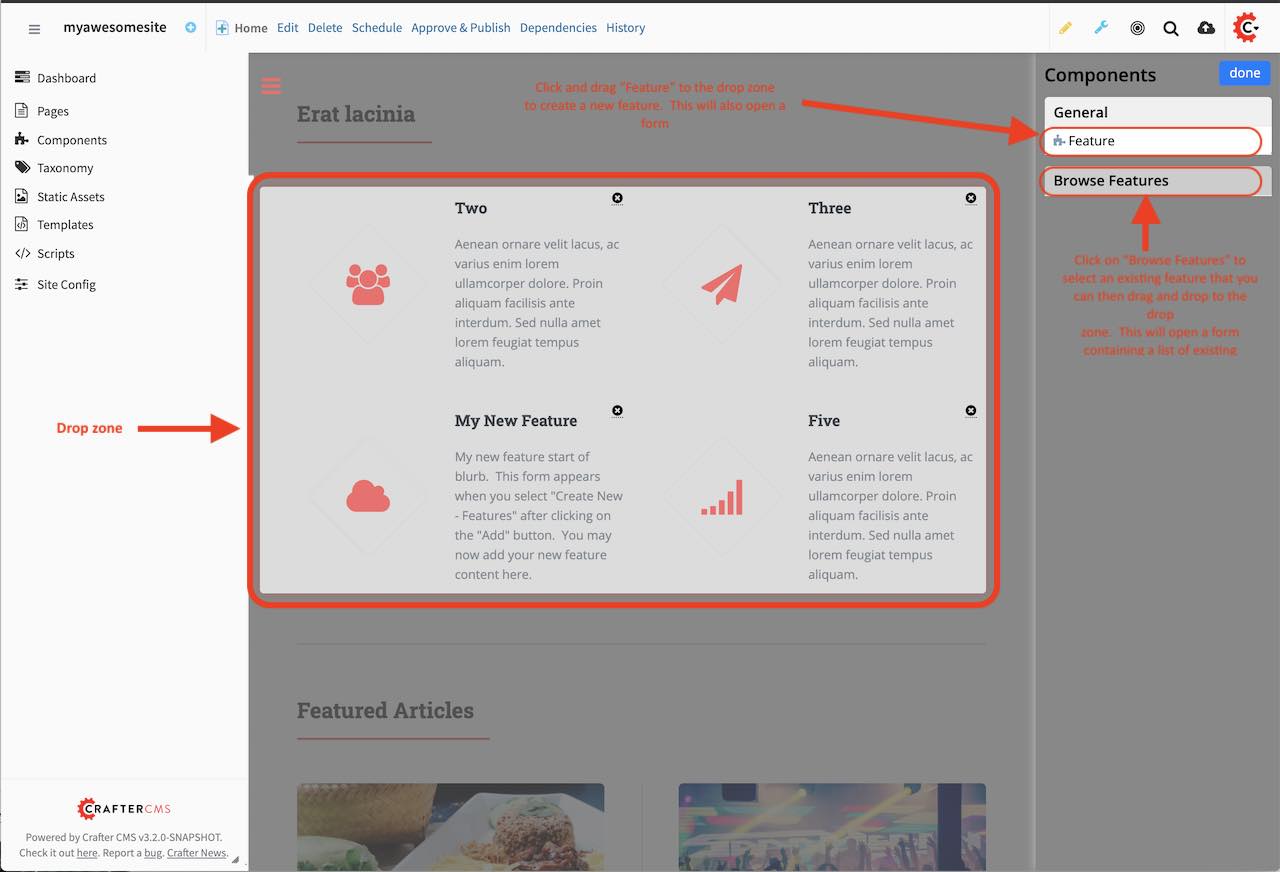 myawesomesite
Home Edit Delete Schedule Approve & Publish Dependencies History
Dashboard
Pages
Components
Taxonomy
Static Assets
Templates
Scripts
Site Config
CRAFTERCMS
Powered by Crafter CMS v3.2.0-SNAPSHOT.
Check it out here. Report a bug. Crafter News.
Drop zone
Erat lacinia
Click and drag "Feature" to the drop zone
to create a new feature.  This will also open a
form
Two
Aenean ornare velit lacus, ac
varius enim lorem
ullamcorper dolore. Proin
aliquam facilisis ante
interdum. Sed nulla amet
lorem feugiat tempus
aliquam.
Three
Aenean ornare velit lacus, ac
varius enim lorem
ullamcorper dolore. Proin
aliquam facilisis ante
interdum. Sed nulla amet
lorem feugiat tempus
aliquam.
My New Feature
My new feature start of
blurb.  This form appears
when you select "Create New
- Features" after clicking on
the "Add" button.  You may
now add your new feature
content here.
Five
Aenean ornare velit lacus, ac
varius enim lorem
ullamcorper dolore. Proin
aliquam facilisis ante
interdum. Sed nulla amet
lorem feugiat tempus
aliquam.
Featured Articles
Components
done
General
Feature
Browse Features
Click on "Browse Features" to
select an existing feature that you
can then drag and drop to the
drop
zone.  This will open a form
containing a list of existing